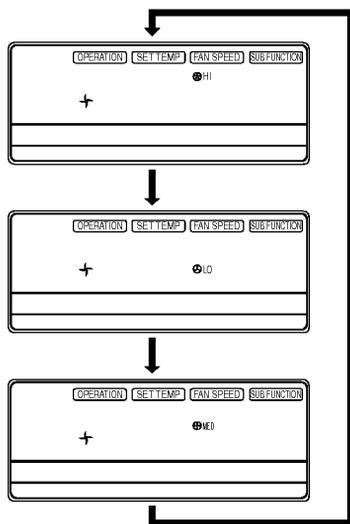 OPERATION SET TEMP FAN SPEED SUB FUNCTION
HI
OPERATION SET TEMP FAN SPEED SUB FUNCTION
LO
OPERATION SET TEMP FAN SPEED SUB FUNCTION
MED